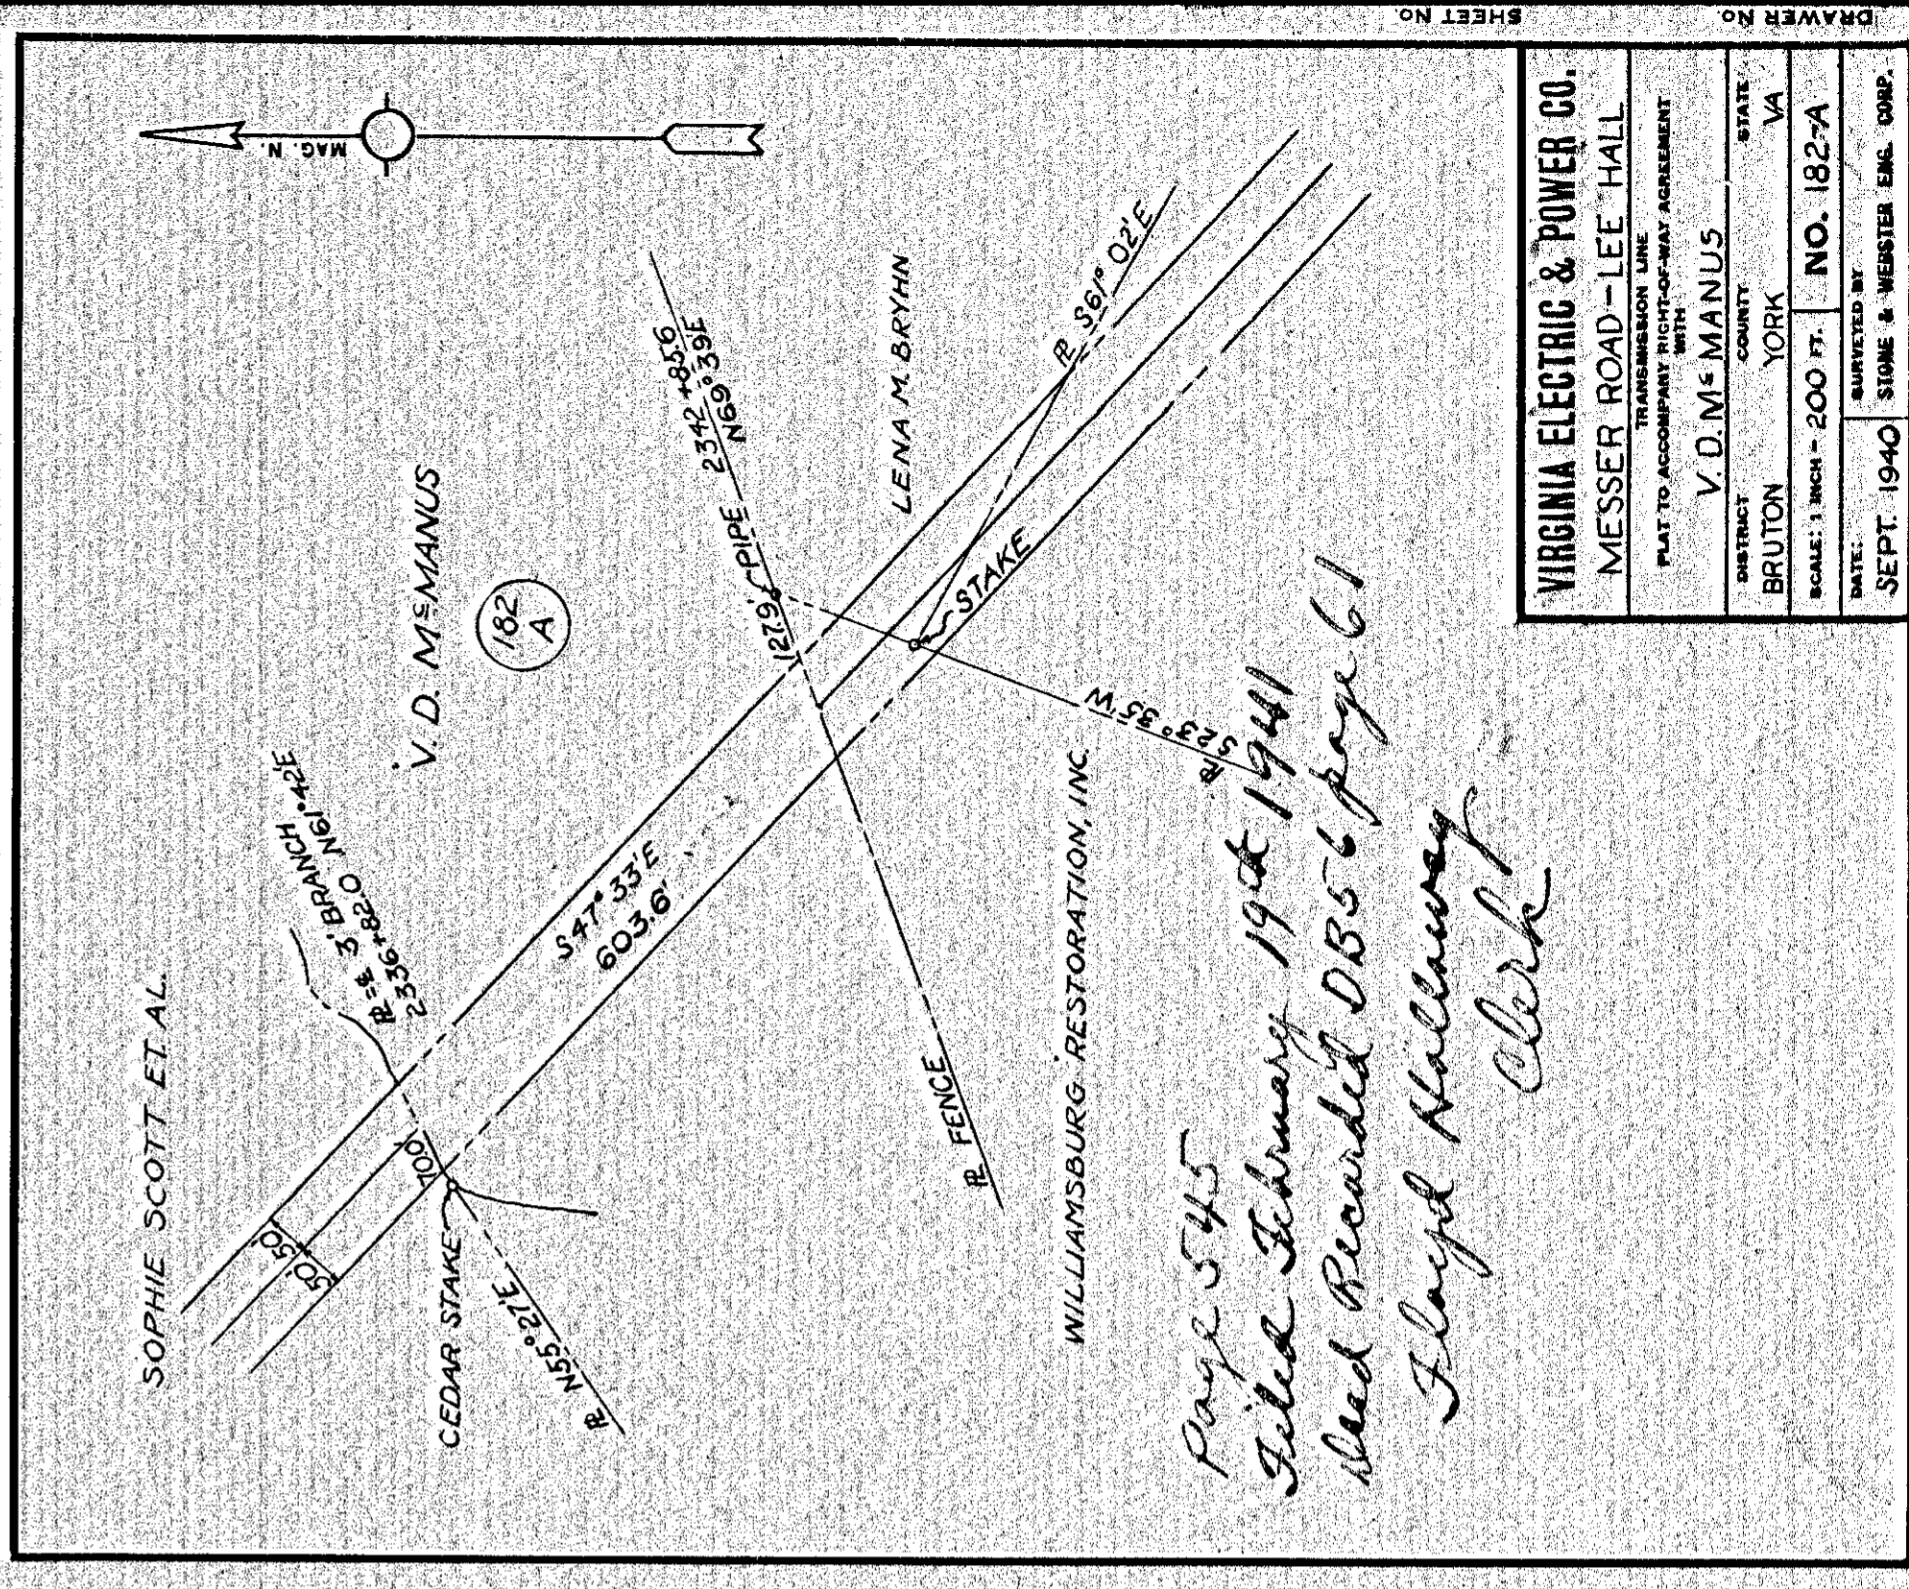 SHEET No
DRAWER No
MAG. N.
SOPHIE SCOTT ET. AL.
℄ = ℄ 3' BRANCH
2336+82.0 N61°42'E
V. D. McMANUS
182
A
50'
50'
70.0'
CEDAR STAKE
℄ N55°27'E
S47°33'E
603.6'
2342+85.6
N69°39'E
127.9'
PIPE
LENA M. BRYHN
℄ S61°02'E
STAKE
℄ S23°35'W
℄ FENCE
WILLIAMSBURG RESTORATION, INC.
Page 545
Filed February 19th 1941
Deed Recorded DB56 page 61
Floyd Holloway
Clerk
VIRGINIA ELECTRIC & POWER CO.
MESSER ROAD-LEE HALL
TRANSMISSION LINE
PLAT TO ACCOMPANY RIGHT-OF-WAY AGREEMENT
WITH
V. D. McMANUS
DISTRICT COUNTY STATE
BRUTON YORK VA
SCALE: 1 INCH = 200 FT. NO. 182-A
DATE: SURVEYED BY
SEPT. 1940 STONE & WEBSTER ENG. CORP.